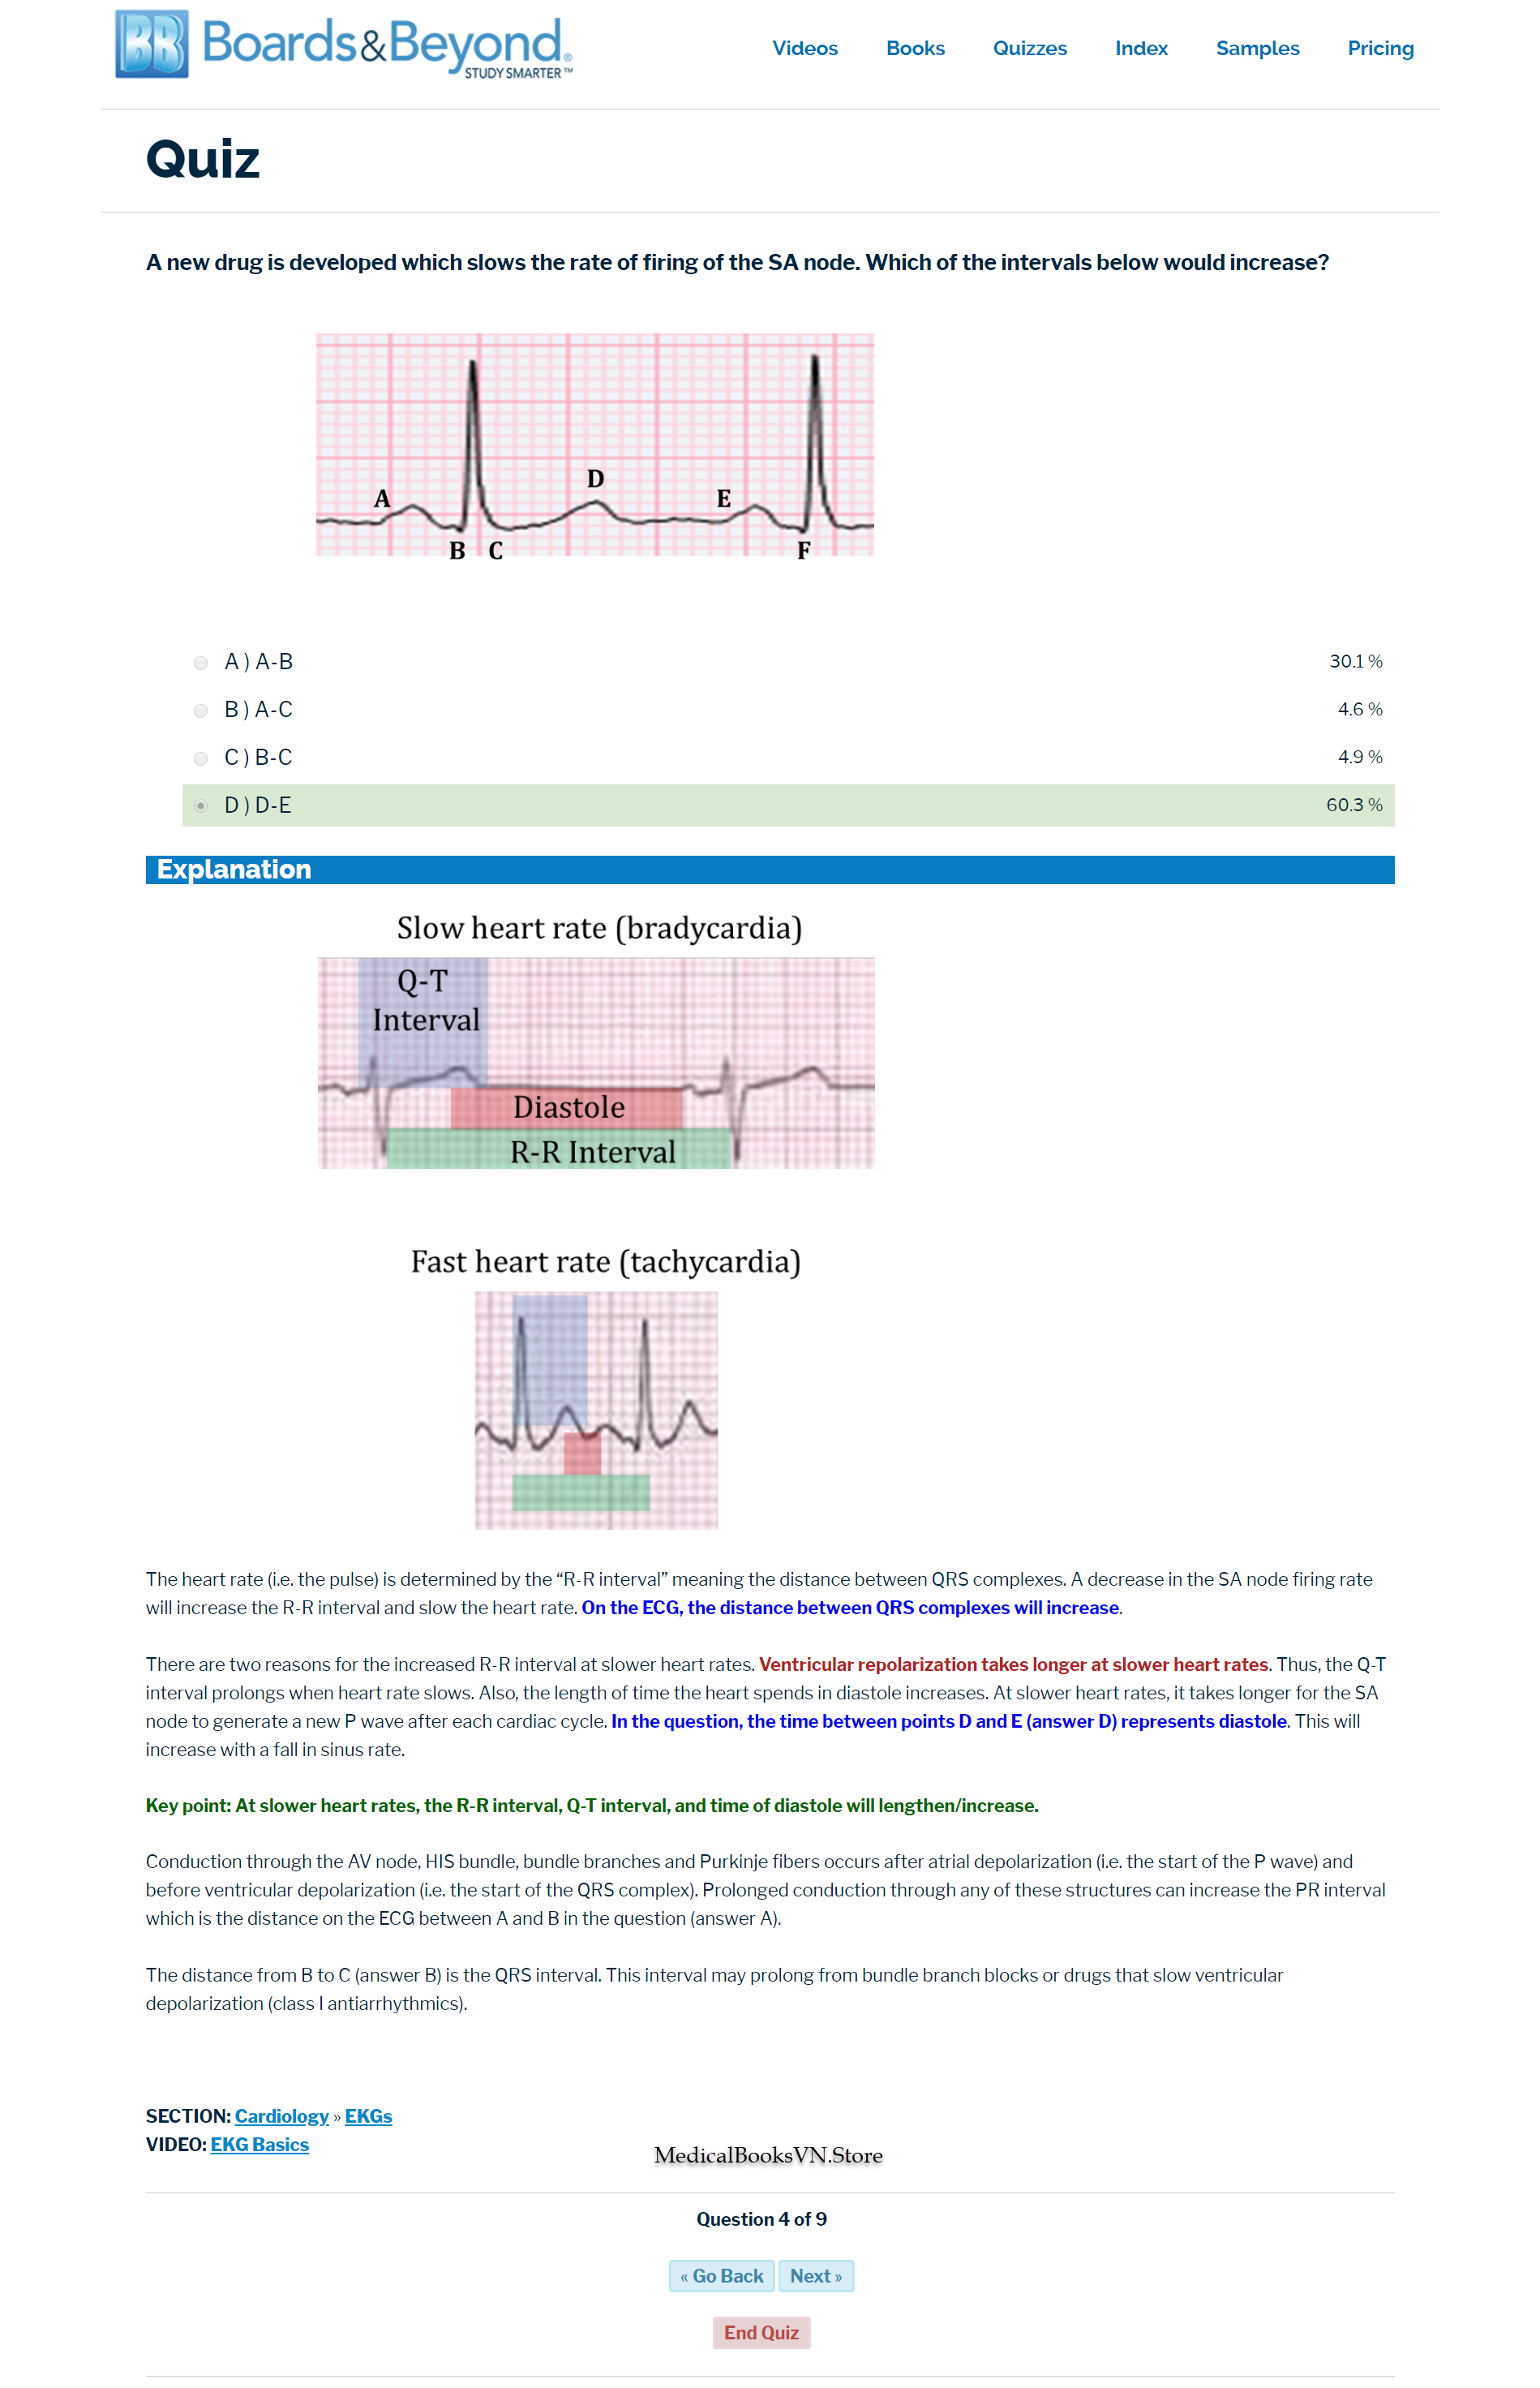 BB Boards&Beyond®
STUDY SMARTER™
Videos Books Quizzes Index Samples Pricing
Quiz
A new drug is developed which slows the rate of firing of the SA node. Which of the intervals below would increase?
D
A E
B C F
A ) A-B 30.1 %
B ) A-C 4.6 %
C ) B-C 4.9 %
D ) D-E 60.3 %
Explanation
Slow heart rate (bradycardia)
Q-T
Interval
Diastole
R-R Interval
Fast heart rate (tachycardia)
The heart rate (i.e. the pulse) is determined by the “R-R interval” meaning the distance between QRS complexes. A decrease in the SA node firing rate
will increase the R-R interval and slow the heart rate. On the ECG, the distance between QRS complexes will increase.
There are two reasons for the increased R-R interval at slower heart rates. Ventricular repolarization takes longer at slower heart rates. Thus, the Q-T
interval prolongs when heart rate slows. Also, the length of time the heart spends in diastole increases. At slower heart rates, it takes longer for the SA
node to generate a new P wave after each cardiac cycle. In the question, the time between points D and E (answer D) represents diastole. This will
increase with a fall in sinus rate.
Key point: At slower heart rates, the R-R interval, Q-T interval, and time of diastole will lengthen/increase.
Conduction through the AV node, HIS bundle, bundle branches and Purkinje fibers occurs after atrial depolarization (i.e. the start of the P wave) and
before ventricular depolarization (i.e. the start of the QRS complex). Prolonged conduction through any of these structures can increase the PR interval
which is the distance on the ECG between A and B in the question (answer A).
The distance from B to C (answer B) is the QRS interval. This interval may prolong from bundle branch blocks or drugs that slow ventricular
depolarization (class I antiarrhythmics).
SECTION: Cardiology » EKGs
VIDEO: EKG Basics
MedicalBooksVN.Store
Question 4 of 9
« Go Back Next »
End Quiz